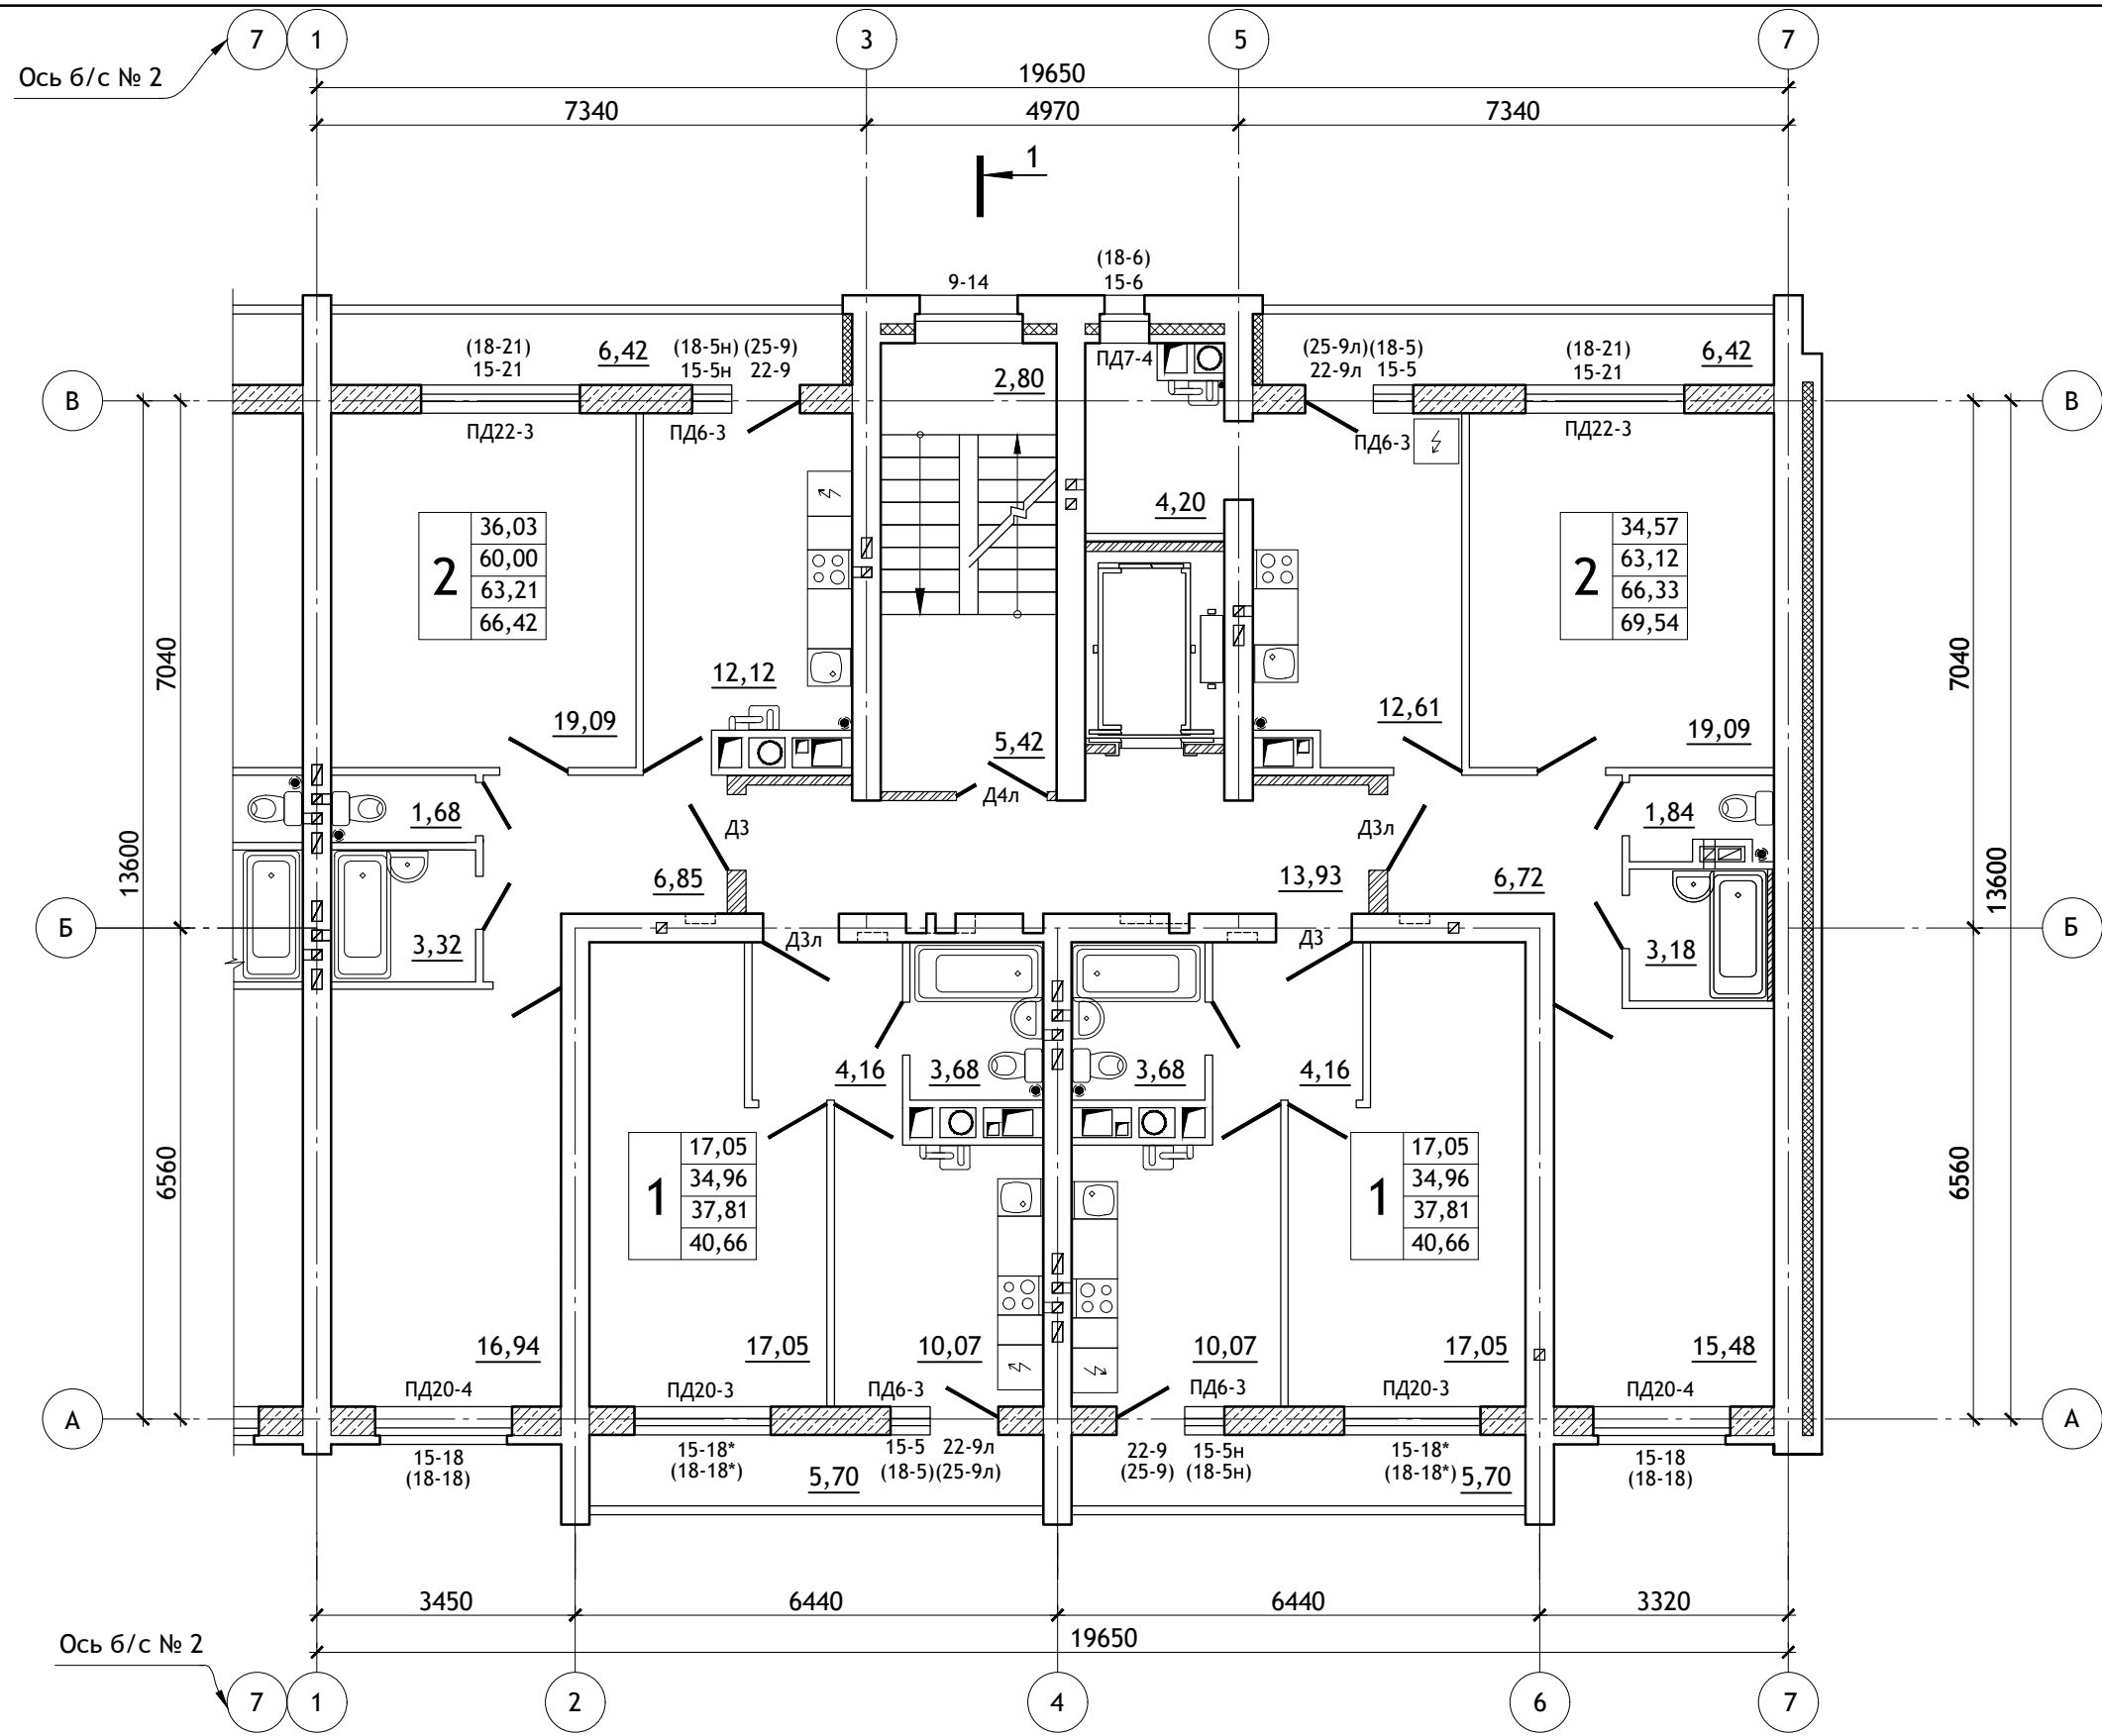 7 1 3 5 7
Ось б/с № 2
19650
7340 4970 7340
1
(18-6)
9-14 15-6
(18-21) 6,42 (18-5н) (25-9) ПД7-4 (25-9л)(18-5) (18-21) 6,42
15-21 15-5н 22-9 2,80 22-9л 15-5 15-21
В В
ПД22-3 ПД6-3 ПД6-3 ПД22-3
4,20
2 36,03 2 34,57
60,00 63,12
63,21 66,33
66,42 69,54
7040 7040
12,12 12,61
19,09 5,42 19,09
Д4л
1,68 Д3 Д3л 1,84
13600 13600
6,85 13,93 6,72
Б Б
3,32 Д3л Д3 3,18
4,16 3,68 3,68 4,16
6560 6560
1 17,05 1 17,05
34,96 34,96
37,81 37,81
40,66 40,66
16,94 17,05 10,07 10,07 17,05 15,48
ПД20-4 ПД20-3 ПД6-3 ПД6-3 ПД20-3 ПД20-4
А А
15-18 15-18* 15-5 22-9л 22-9 15-5н 15-18* 15-18
(18-18) (18-18*) 5,70 (18-5)(25-9л) (25-9) (18-5н) (18-18*) 5,70 (18-18)
3450 6440 6440 3320
19650
Ось б/с № 2
7 1 2 4 6 7